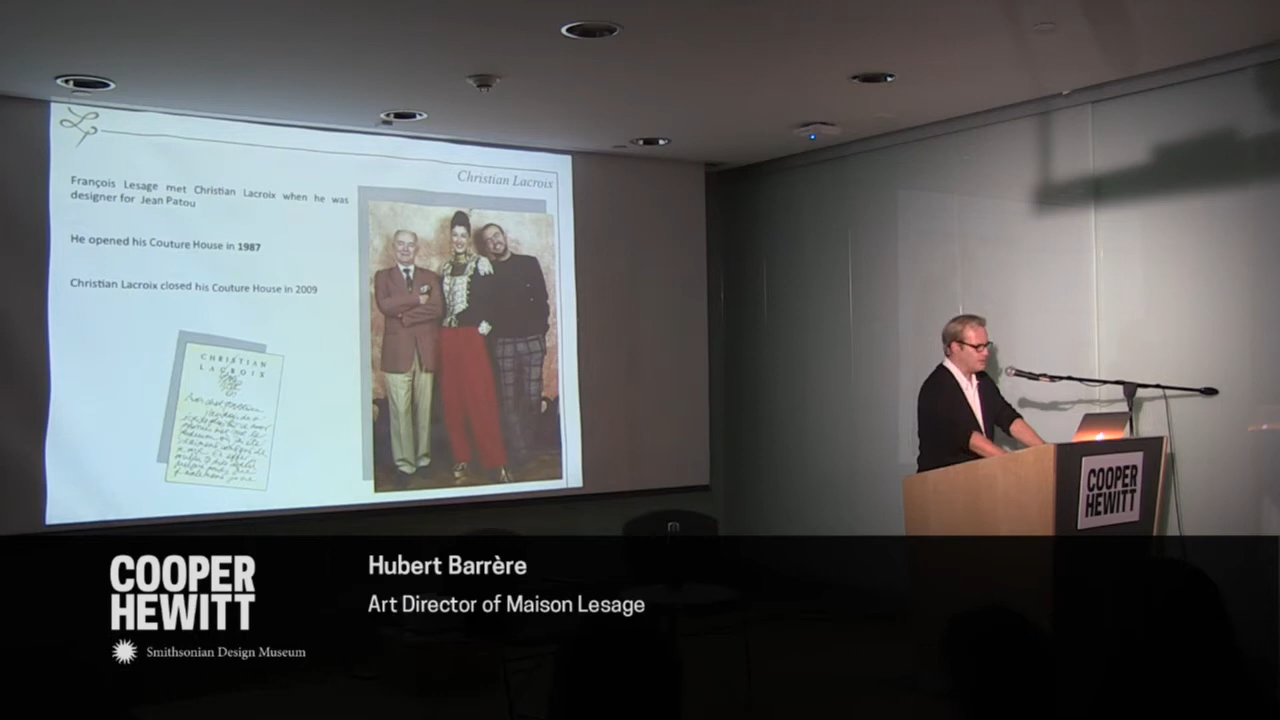 Christian Lacroix
François Lesage met Christian Lacroix when he was
designer for Jean Patou
He opened his Couture House in 1987
Christian Lacroix closed his Couture House in 2009
CHRISTIAN
LACROIX
COOPER
HEWITT
COOPER
HEWITT
Smithsonian Design Museum
Hubert Barrère
Art Director of Maison Lesage